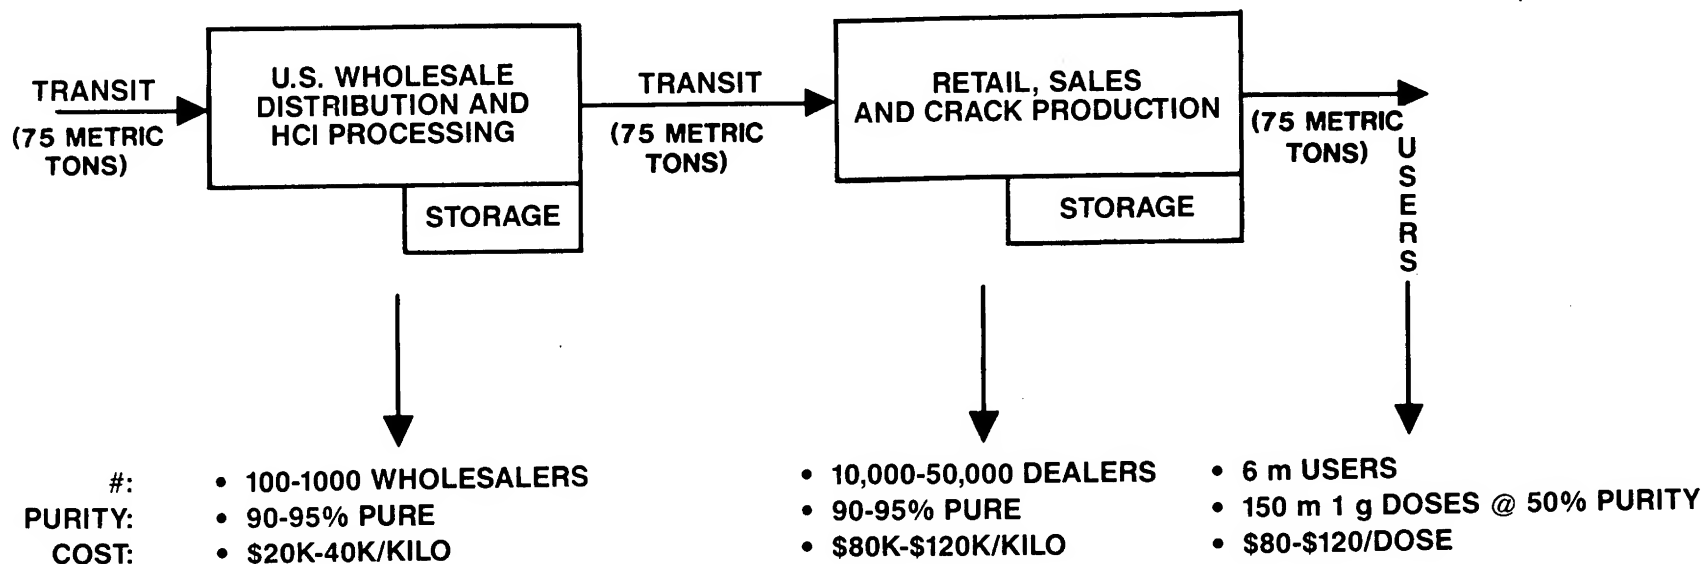 TRANSIT
(75 METRIC
TONS)
U.S. WHOLESALE
DISTRIBUTION AND
HCl PROCESSING
STORAGE
TRANSIT
(75 METRIC
TONS)
RETAIL, SALES
AND CRACK PRODUCTION
STORAGE
(75 METRIC
TONS)
USERS
#:
• 100-1000 WHOLESALERS
• 10,000-50,000 DEALERS
• 6 m USERS
PURITY:
• 90-95% PURE
• 90-95% PURE
• 150 m 1 g DOSES @ 50% PURITY
COST:
• $20K-40K/KILO
• $80K-$120K/KILO
• $80-$120/DOSE